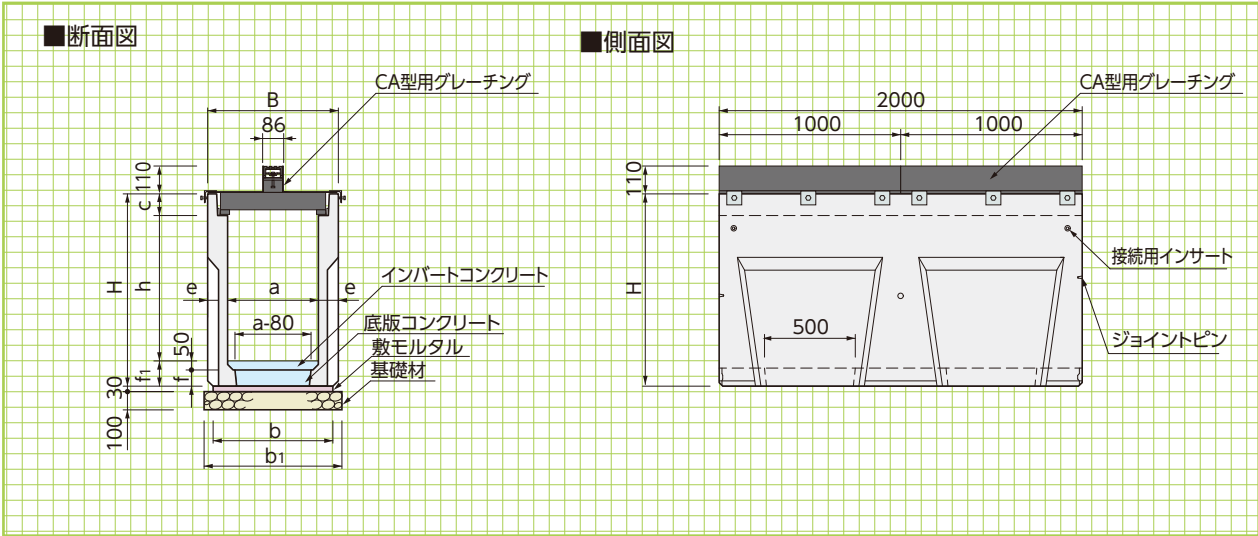 ■断面図
CA型用グレーチング
B
86
110
c
H
h
e
a
e
インバートコンクリート
a-80
底版コンクリート
敷モルタル
基礎材
50
f1
f
30
100
b
b1
■側面図
CA型用グレーチング
2000
1000
1000
110
H
接続用インサート
500
ジョイントピン